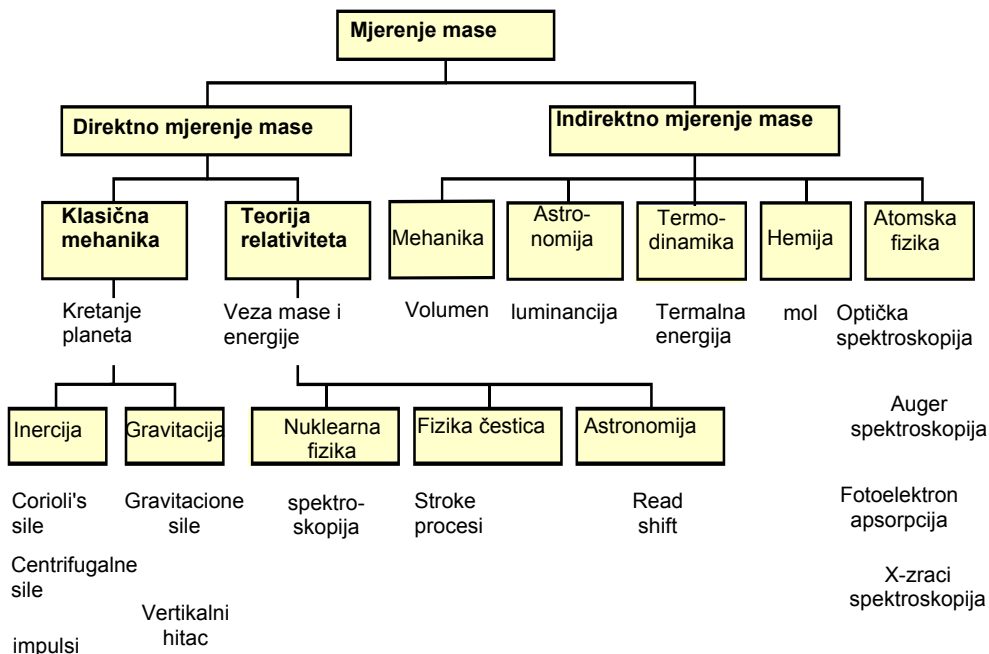 Mjerenje mase
Direktno mjerenje mase
Indirektno mjerenje mase
Klasična
mehanika
Teorija
relativiteta
Mehanika
Astro-
nomija
Termo-
dinamika
Hemija
Atomska
fizika
Kretanje
planeta
Veza mase i
energije
Volumen
luminancija
Termalna
energija
mol
Optička
spektroskopija
Auger
spektroskopija
Fotoelektron
apsorpcija
X-zraci
spektroskopija
Inercija
Gravitacija
Nuklearna
fizika
Fizika čestica
Astronomija
Corioli's
sile
Centrifugalne
sile
impulsi
Gravitacione
sile
Vertikalni
hitac
spektro-
skopija
Stroke
procesi
Read
shift